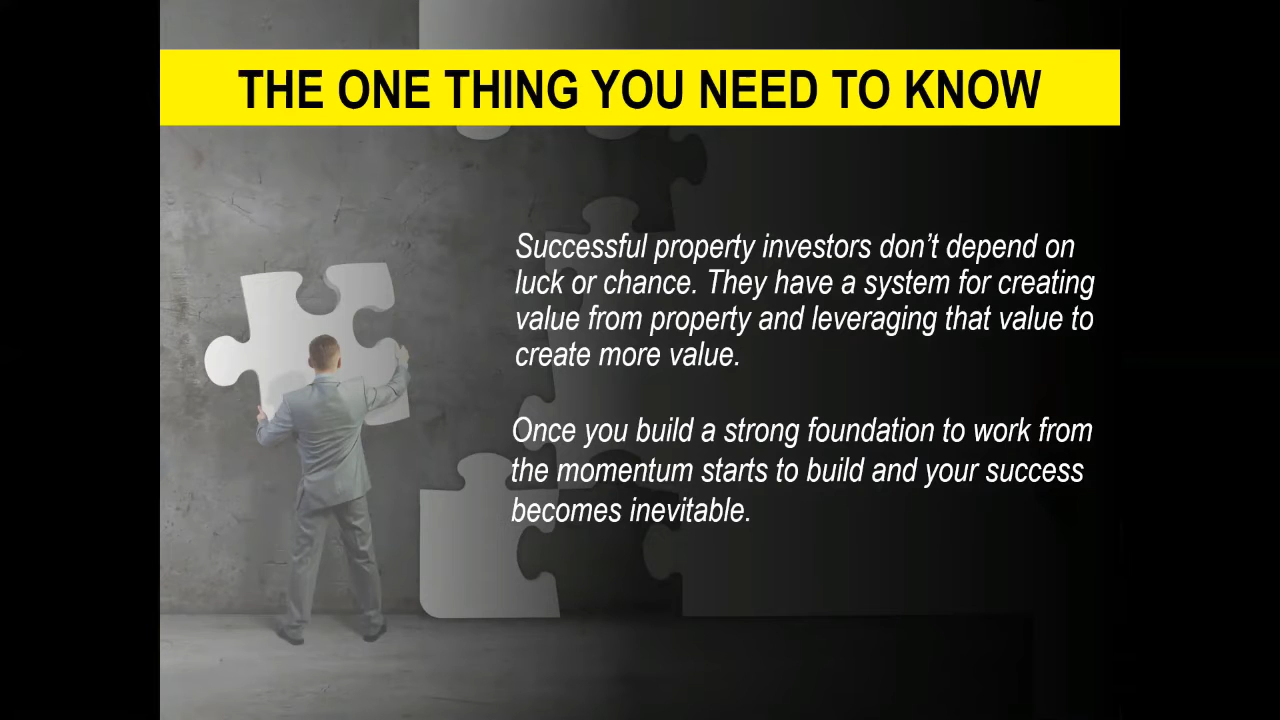 THE ONE THING YOU NEED TO KNOW
Successful property investors don’t depend on
luck or chance. They have a system for creating
value from property and leveraging that value to
create more value.
Once you build a strong foundation to work from
the momentum starts to build and your success
becomes inevitable.